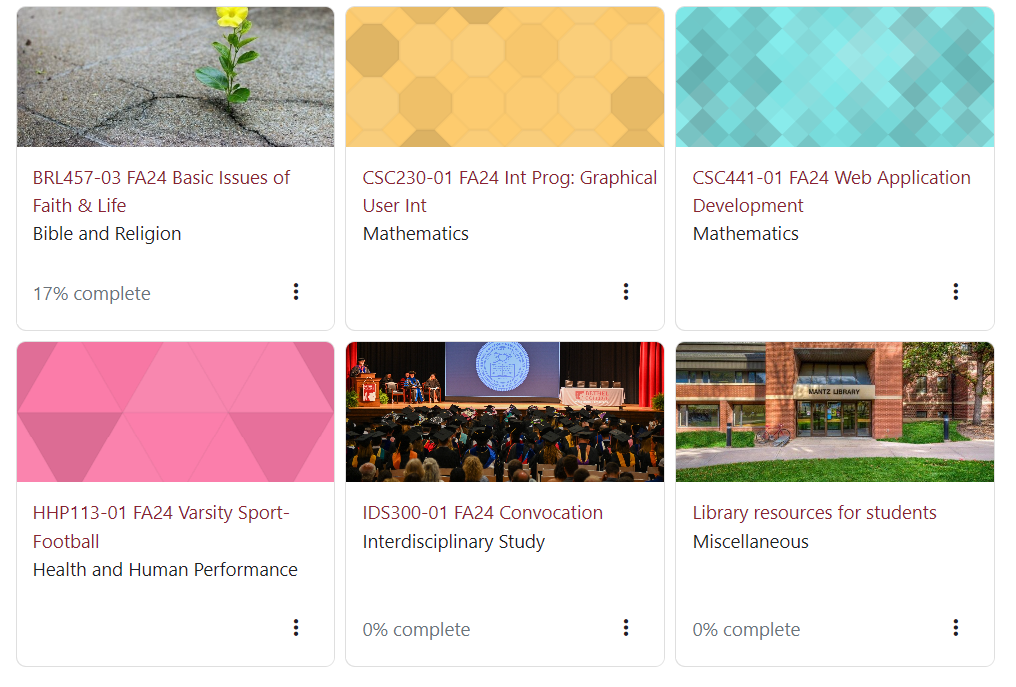 BRL457-03 FA24 Basic Issues of
Faith & Life
Bible and Religion
17% complete
CSC230-01 FA24 Int Prog: Graphical
User Int
Mathematics
CSC441-01 FA24 Web Application
Development
Mathematics
HHP113-01 FA24 Varsity Sport-
Football
Health and Human Performance
BETHEL
COLLEGE
IDS300-01 FA24 Convocation
Interdisciplinary Study
0% complete
MANTZ LIBRARY
Library resources for students
Miscellaneous
0% complete